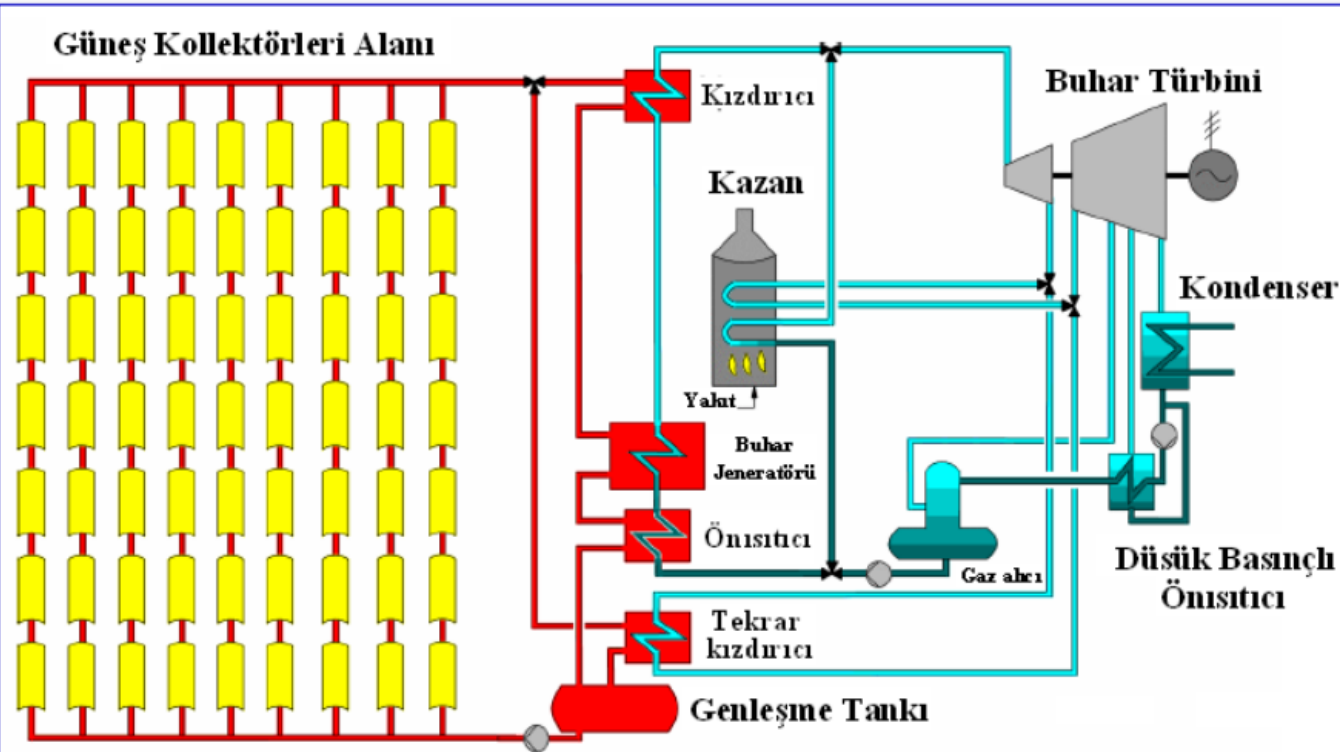 Güneş Kollektörleri Alanı
Kızdırıcı
Buhar Türbini
Kazan
Kondenser
Yakıt
Buhar
Jeneratörü
Önısıtıcı
Gaz alıcı
Düsük Basınçlı
Önısıtıcı
Tekrar
kızdırıcı
Genleşme Tankı